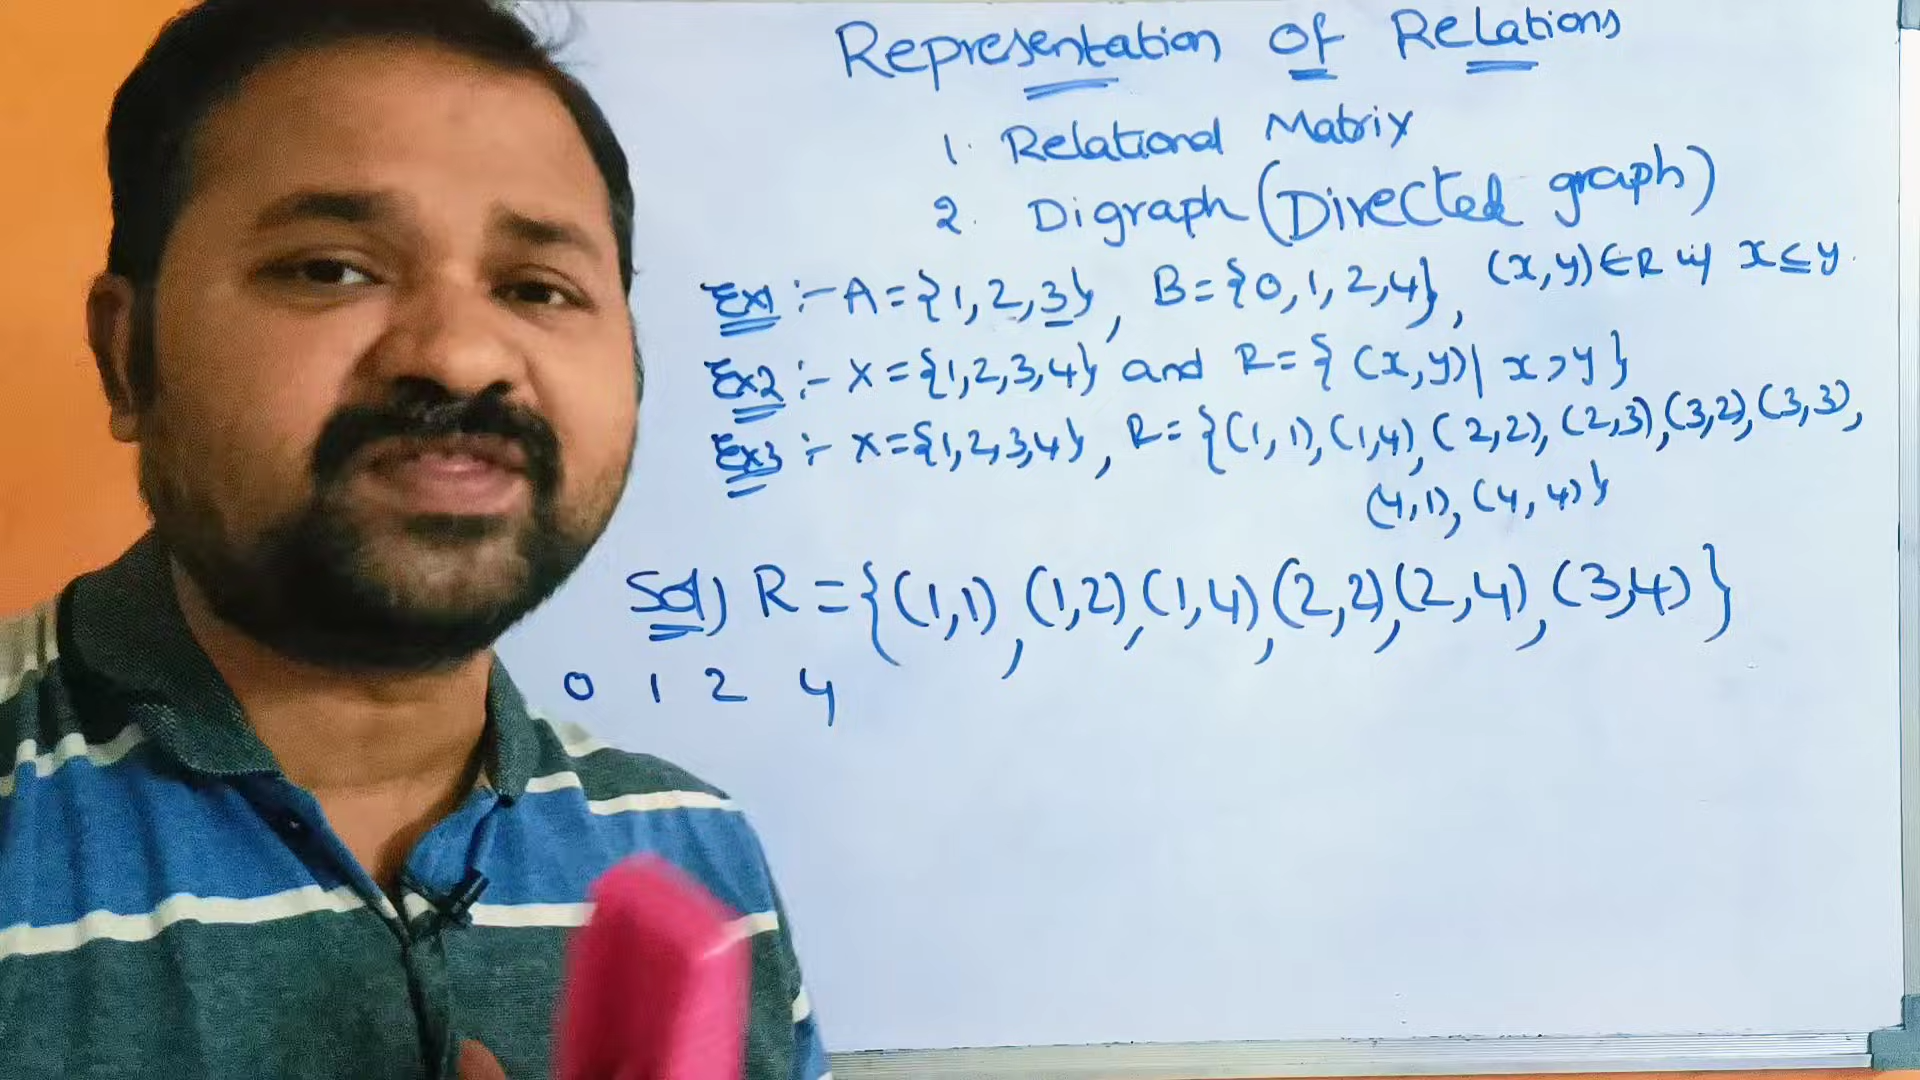 Representation of Relations
1. Relational Matrix
2. Digraph (Directed graph)
Ex1 :- A = {1, 2, 3}, B = {0, 1, 2, 4}, (x, y) ∈ R if x ≤ y.
Ex2 :- X = {1,2,3,4} and R = { (x, y) | x > y }
Ex3 :- X = {1,2,3,4}, R = { (1, 1), (1,4), (2,2), (2,3), (3,2), (3,3),
(4,1), (4, 4) }
Sol) R = { (1,1), (1,2), (1,4), (2,2), (2,4), (3,4) }
0 1 2 4